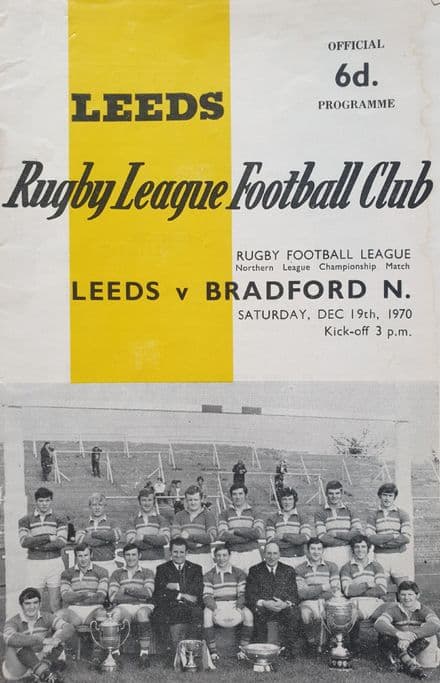 OFFICIAL
6d.
PROGRAMME
LEEDS
Rugby League Football Club
RUGBY FOOTBALL LEAGUE
Northern League Championship Match
LEEDS v BRADFORD N.
SATURDAY, DEC 19th, 1970
Kick-off 3 p.m.